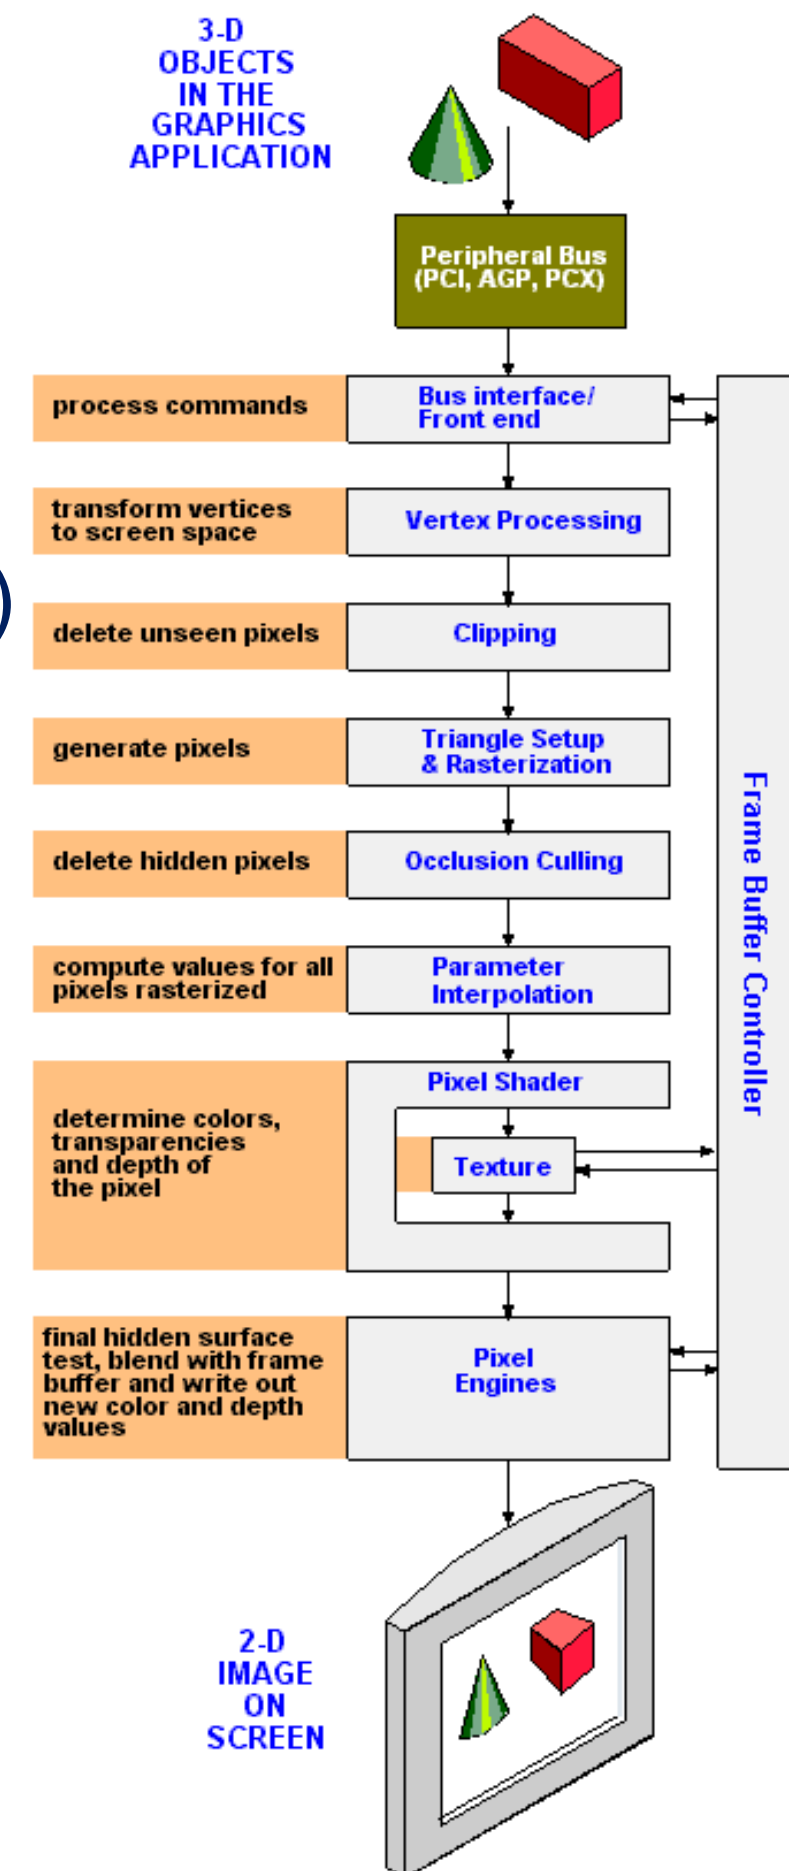 3-D
OBJECTS
IN THE
GRAPHICS
APPLICATION
Peripheral Bus
(PCI, AGP, PCX)
process commands
Bus interface/
Front end
transform vertices
to screen space
Vertex Processing
)
delete unseen pixels
Clipping
generate pixels
Triangle Setup
& Rasterization
delete hidden pixels
Occlusion Culling
compute values for all
pixels rasterized
Parameter
Interpolation
Pixel Shader
determine colors,
transparencies
and depth of
the pixel
Texture
final hidden surface
test, blend with frame
buffer and write out
new color and depth
values
Pixel
Engines
Frame Buffer Controller
2-D
IMAGE
ON
SCREEN